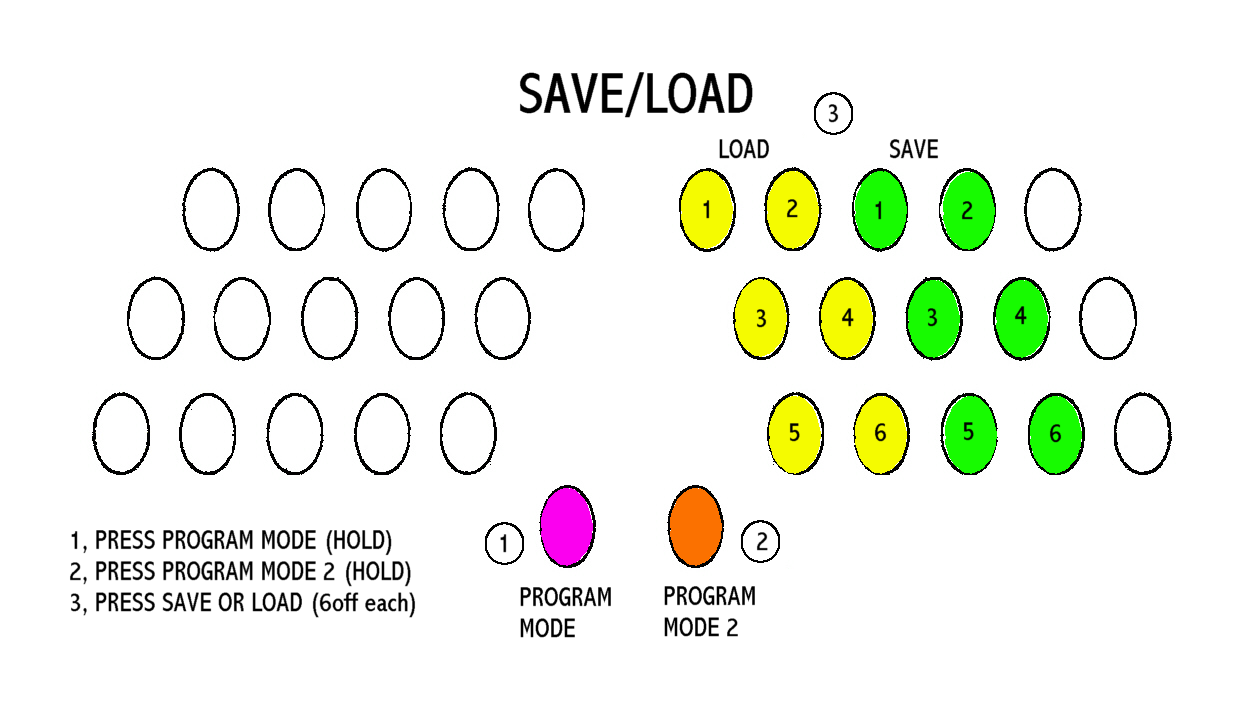 SAVE/LOAD
3
LOAD SAVE
1 2 1 2
3 4 3 4
5 6 5 6
1, PRESS PROGRAM MODE (HOLD)
2, PRESS PROGRAM MODE 2 (HOLD)
3, PRESS SAVE OR LOAD (6off each)
1
2
PROGRAM
MODE
PROGRAM
MODE 2